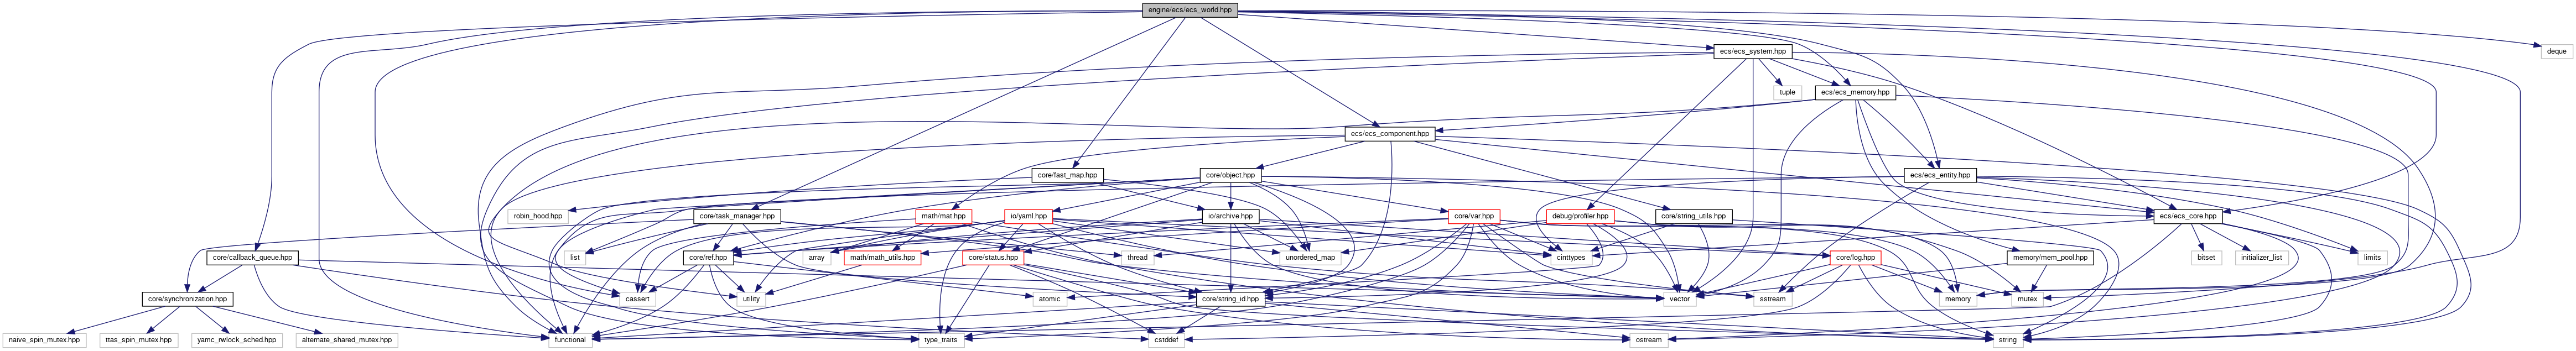 engine/ecs/ecs_world.hpp
ecs/ecs_system.hpp
deque
tuple
ecs/ecs_memory.hpp
ecs/ecs_component.hpp
core/fast_map.hpp
core/object.hpp
ecs/ecs_entity.hpp
robin_hood.hpp
core/task_manager.hpp
math/mat.hpp
io/yaml.hpp
io/archive.hpp
core/var.hpp
debug/profiler.hpp
core/string_utils.hpp
ecs/ecs_core.hpp
core/callback_queue.hpp
list
core/ref.hpp
array
math/math_utils.hpp
core/status.hpp
thread
unordered_map
cinttypes
core/log.hpp
memory/mem_pool.hpp
bitset
initializer_list
limits
core/synchronization.hpp
cassert
utility
atomic
core/string_id.hpp
vector
sstream
memory
mutex
naive_spin_mutex.hpp
ttas_spin_mutex.hpp
yamc_rwlock_sched.hpp
alternate_shared_mutex.hpp
functional
type_traits
cstddef
ostream
string